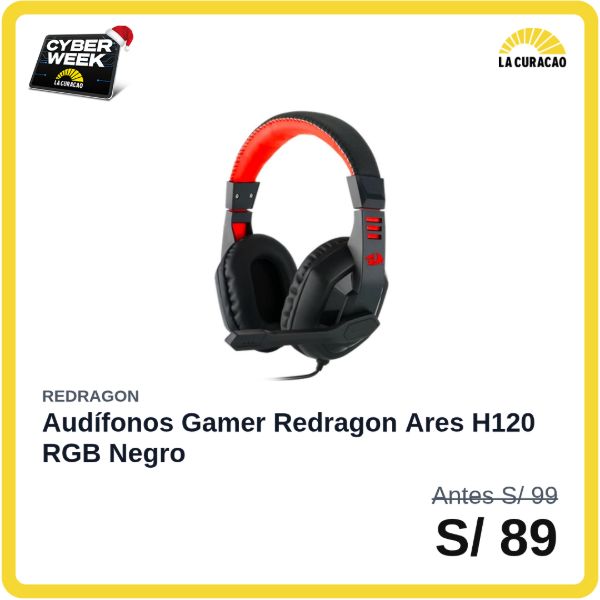 CYBER
WEEK
LA CURACAO
LA CURACAO
REDRAGON
Audífonos Gamer Redragon Ares H120
RGB Negro
Antes S/ 99
S/ 89